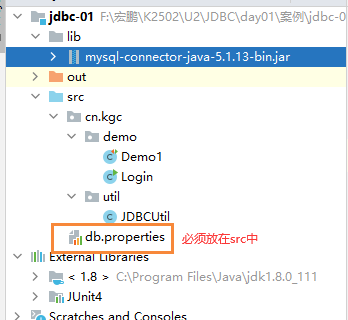 jdbc-01 F:\宏鹏\K2502\U2\JDBC\day01\案例\jdbc-0
lib
mysql-connector-java-5.1.13-bin.jar
out
src
cn.kgc
demo
Demo1
Login
util
JDBCUtil
db.properties 必须放在src中
External Libraries
< 1.8 > C:\Program Files\Java\jdk1.8.0_111
JUnit4
Scratches and Consoles